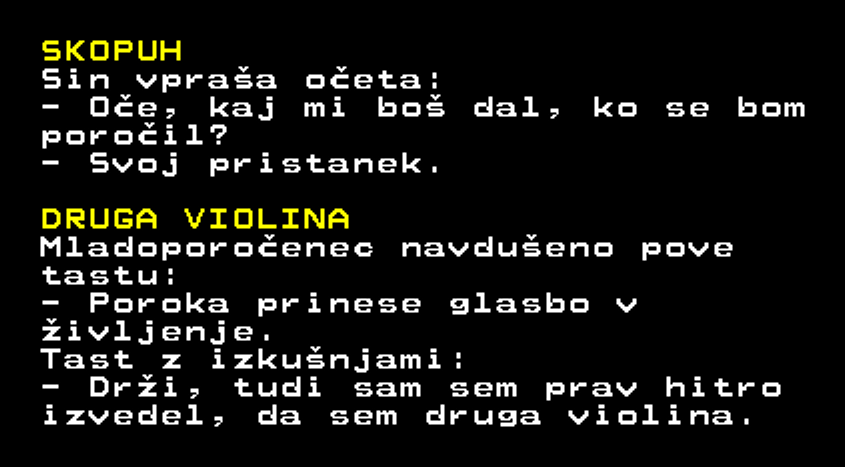 SKOPUH
Sin vpraša očeta:
- Oče, kaj mi boš dal, ko se bom
poročil?
- Svoj pristanek.
DRUGA VIOLINA
Mladoporočenec navdušeno pove
tastu:
- Poroka prinese glasbo v
življenje.
Tast z izkušnjami:
- Drži, tudi sam sem prav hitro
izvedel, da sem druga violina.